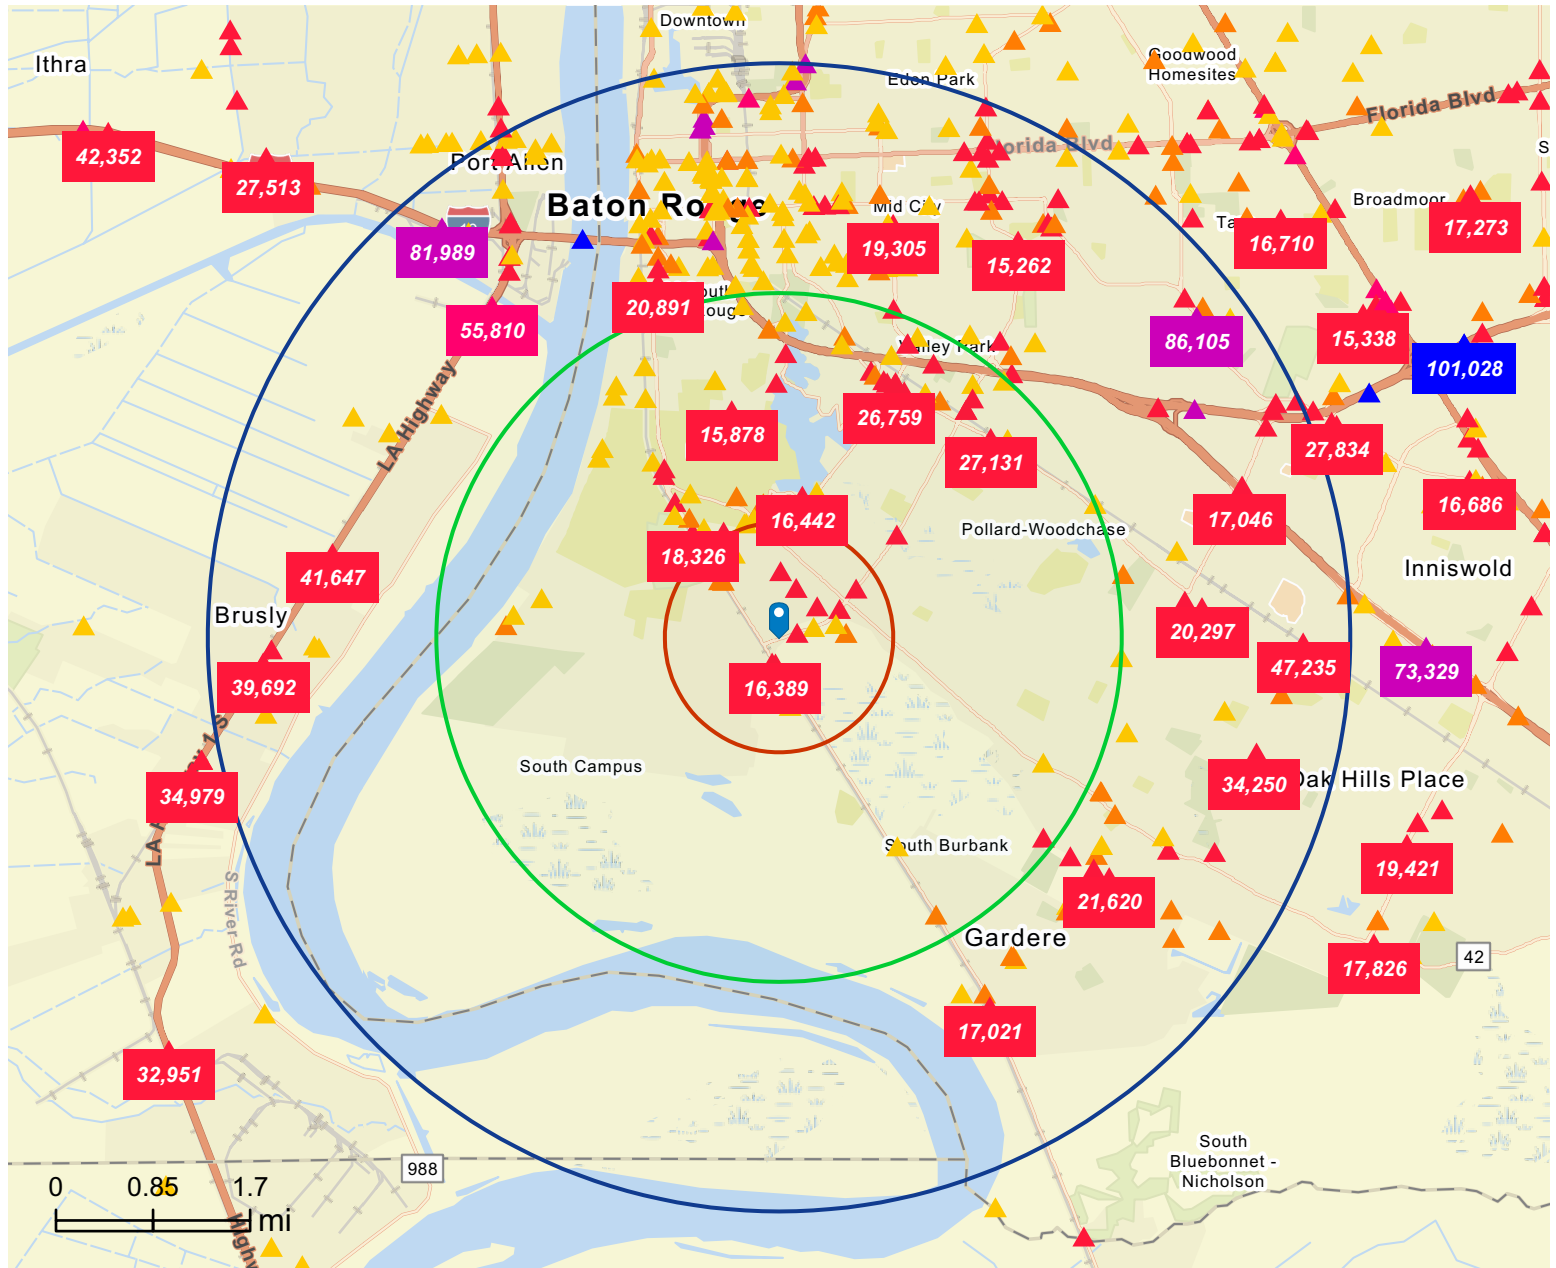 Downtown
Ithra
Goodwood
Homesites
Eden Park
Florida Blvd
orida Blvd
42,352
Port Allen
27,513
Baton Rouge
Mid City
Broadmoor
17,273
81,989
19,305
15,262
16,710
20,891
55,810
86,105
15,338
Valley Park
101,028
LA Highway
15,878
26,759
27,131
27,834
16,442
17,046
16,686
Pollard-Woodchase
18,326
Inniswold
41,647
Brusly
20,297
47,235
73,329
39,692
16,389
South Campus
34,979
34,250
Oak Hills Place
South Burbank
19,421
S River Rd
21,620
Gardere
17,826
42
17,021
32,951
988
South
Bluebonnet -
Nicholson
0 0.85 1.7
mi